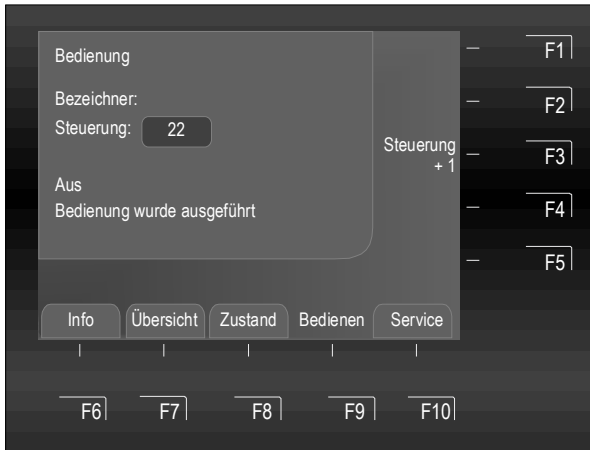 Bedienung
Bezeichner:
Steuerung: 22
Steuerung
+ 1
Aus
Bedienung wurde ausgeführt
F1
F2
F3
F4
F5
Info Übersicht Zustand Bedienen Service
F6 F7 F8 F9 F10